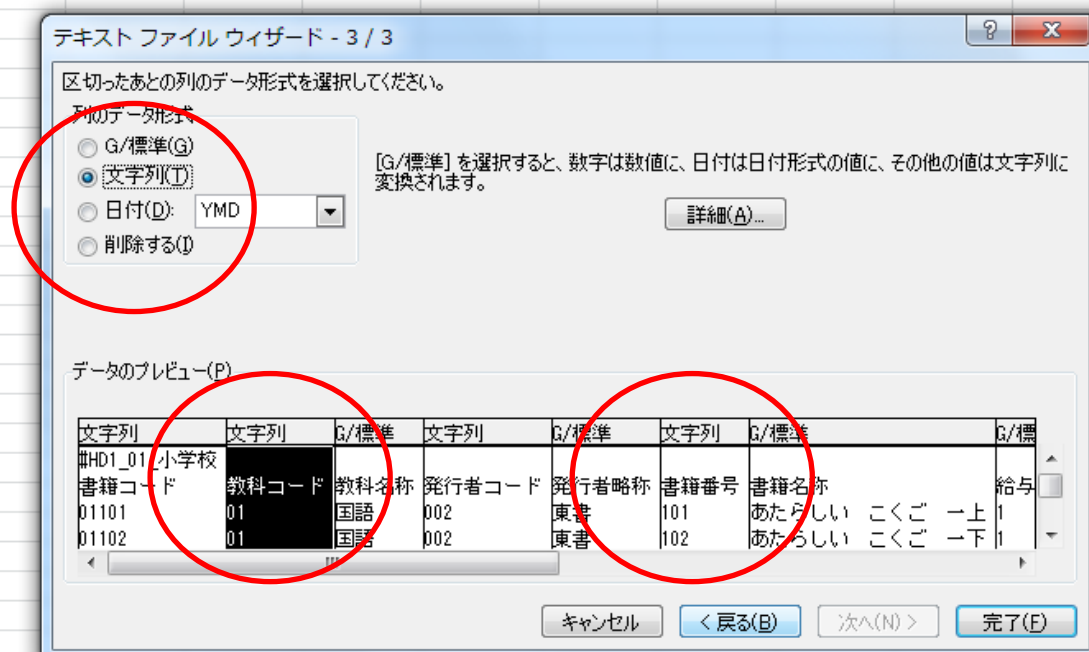 テキスト ファイル ウィザード - 3 / 3
区切ったあとの列のデータ形式を選択してください。
列のデータ形式
G/標準(G)
文字列(T)
日付(D): YMD
削除する(I)
[G/標準] を選択すると、数字は数値に、日付は日付形式の値に、その他の値は文字列に
変換されます。
詳細(A)...
データのプレビュー(P)
文字列 文字列 G/標準 文字列 G/標準 文字列 G/標準 G/標
#HD1_01_小学校
書籍コード 教科コード 教科名称 発行者コード 発行者略称 書籍番号 書籍名称 給与
01101 01 国語 002 東書 101 あたらしい こくご 一上 1
01102 01 国語 002 東書 102 あたらしい こくご 一下 1
キャンセル < 戻る(B) 次へ(N) > 完了(F)